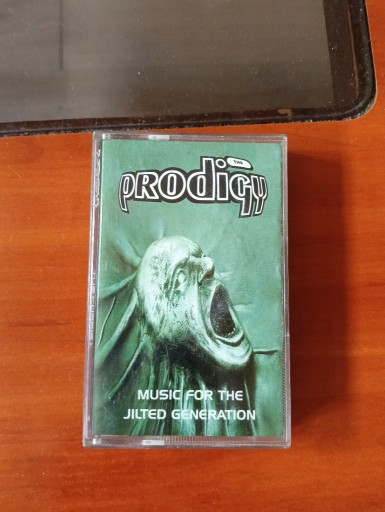 THE
PRODIGY
MUSIC FOR THE
JILTED GENERATION